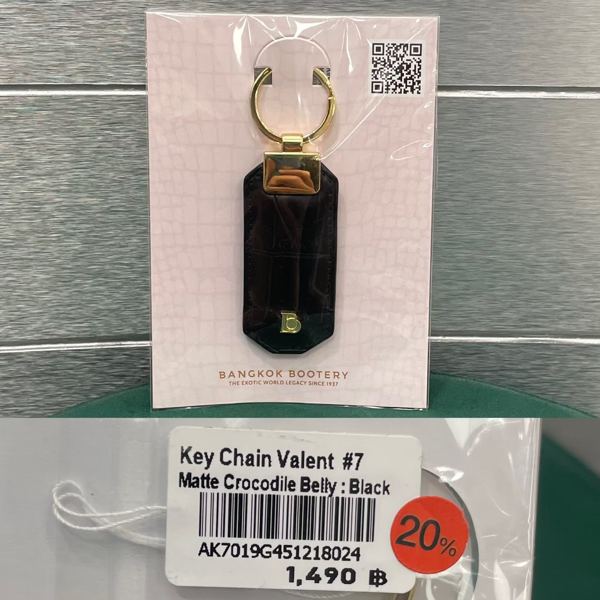 B
BANGKOK BOOTERY
THE EXOTIC WORLD LEGACY SINCE 1937
Key Chain Valent #7
Matte Crocodile Belly : Black
AK7019G451218024
1,490 ฿
20%